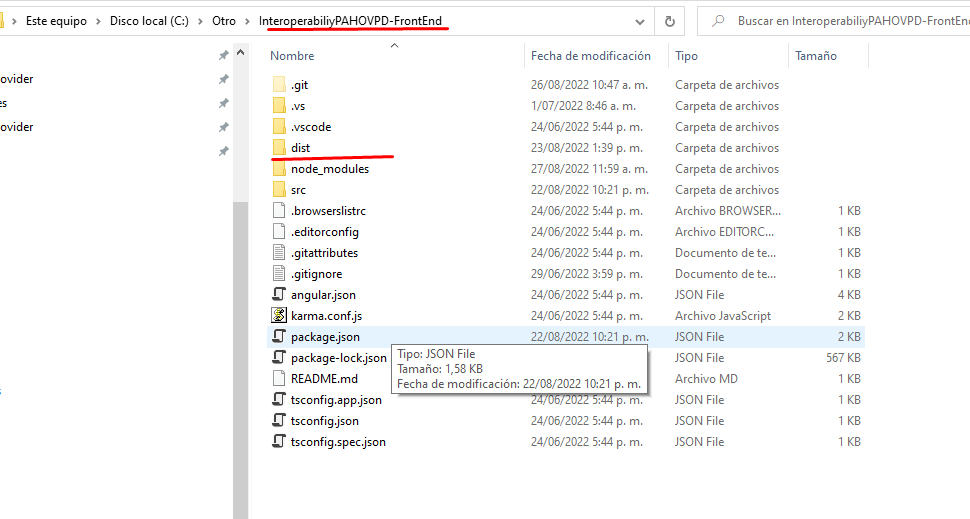 Este equipo > Disco local (C:) > Otro > InteroperabiliyPAHOVPD-FrontEnd
Buscar en InteroperabiliyPAHOVPD-FrontEnd
Nombre Fecha de modificación Tipo Tamaño
.git 26/08/2022 10:47 a. m. Carpeta de archivos
ovider .vs 1/07/2022 8:46 a. m. Carpeta de archivos
es .vscode 24/06/2022 5:44 p. m. Carpeta de archivos
ovider dist 23/08/2022 1:39 p. m. Carpeta de archivos
node_modules 27/08/2022 11:59 a. m. Carpeta de archivos
src 22/08/2022 10:21 p. m. Carpeta de archivos
.browserslistrc 24/06/2022 5:44 p. m. Archivo BROWSER... 1 KB
.editorconfig 24/06/2022 5:44 p. m. Archivo EDITORC... 1 KB
.gitattributes 24/06/2022 5:44 p. m. Documento de te... 1 KB
.gitignore 29/06/2022 3:59 p. m. Documento de te... 1 KB
angular.json 24/06/2022 5:44 p. m. JSON File 4 KB
karma.conf.js 24/06/2022 5:44 p. m. Archivo JavaScript 2 KB
package.json 22/08/2022 10:21 p. m. JSON File 2 KB
package-lock.json JSON File 567 KB
README.md Archivo MD 2 KB
tsconfig.app.json 24/06/2022 5:44 p. m. JSON File 1 KB
tsconfig.json 24/06/2022 5:44 p. m. JSON File 1 KB
tsconfig.spec.json 24/06/2022 5:44 p. m. JSON File 1 KB
Tipo: JSON File
Tamaño: 1,58 KB
Fecha de modificación: 22/08/2022 10:21 p. m.